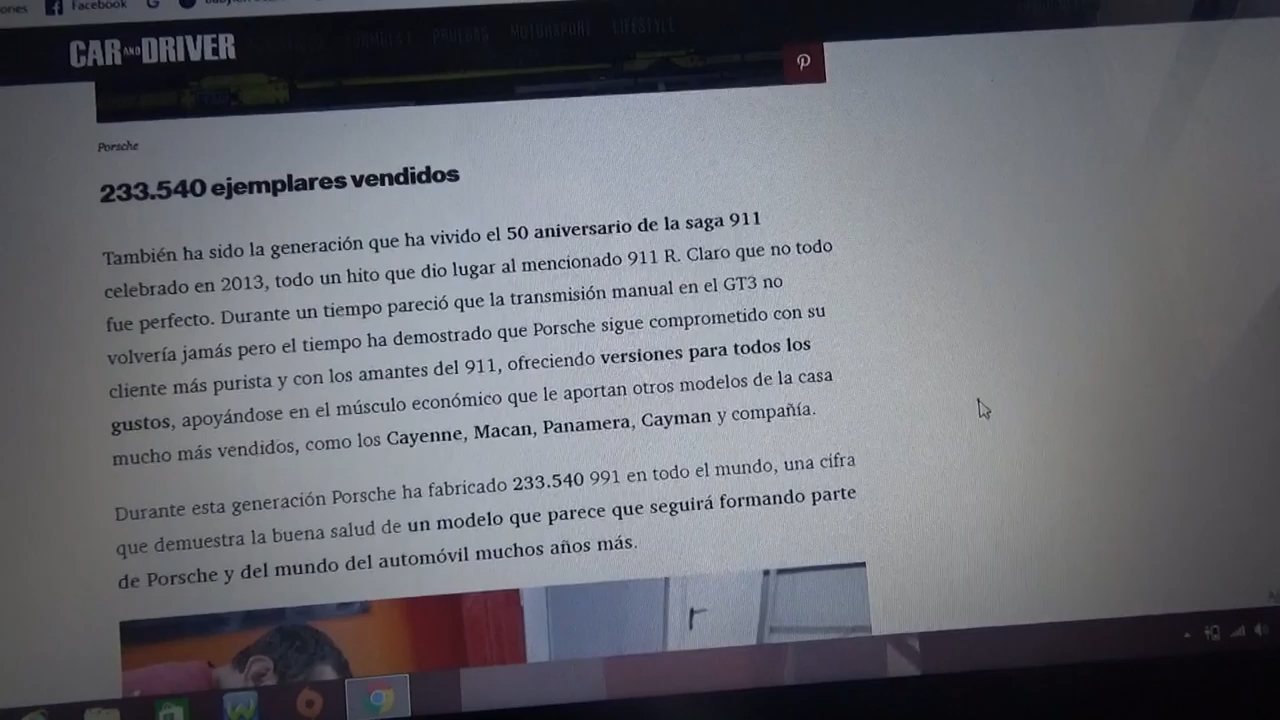 ones Facebook
CAR AND DRIVER FÓRMULA 1 PRUEBAS MOTORSPORT LIFESTYLE
Porsche
233.540 ejemplares vendidos
También ha sido la generación que ha vivido el 50 aniversario de la saga 911
celebrado en 2013, todo un hito que dio lugar al mencionado 911 R. Claro que no todo
fue perfecto. Durante un tiempo pareció que la transmisión manual en el GT3 no
volvería jamás pero el tiempo ha demostrado que Porsche sigue comprometido con su
cliente más purista y con los amantes del 911, ofreciendo versiones para todos los
gustos, apoyándose en el músculo económico que le aportan otros modelos de la casa
mucho más vendidos, como los Cayenne, Macan, Panamera, Cayman y compañía.
Durante esta generación Porsche ha fabricado 233.540 991 en todo el mundo, una cifra
que demuestra la buena salud de un modelo que parece que seguirá formando parte
de Porsche y del mundo del automóvil muchos años más.